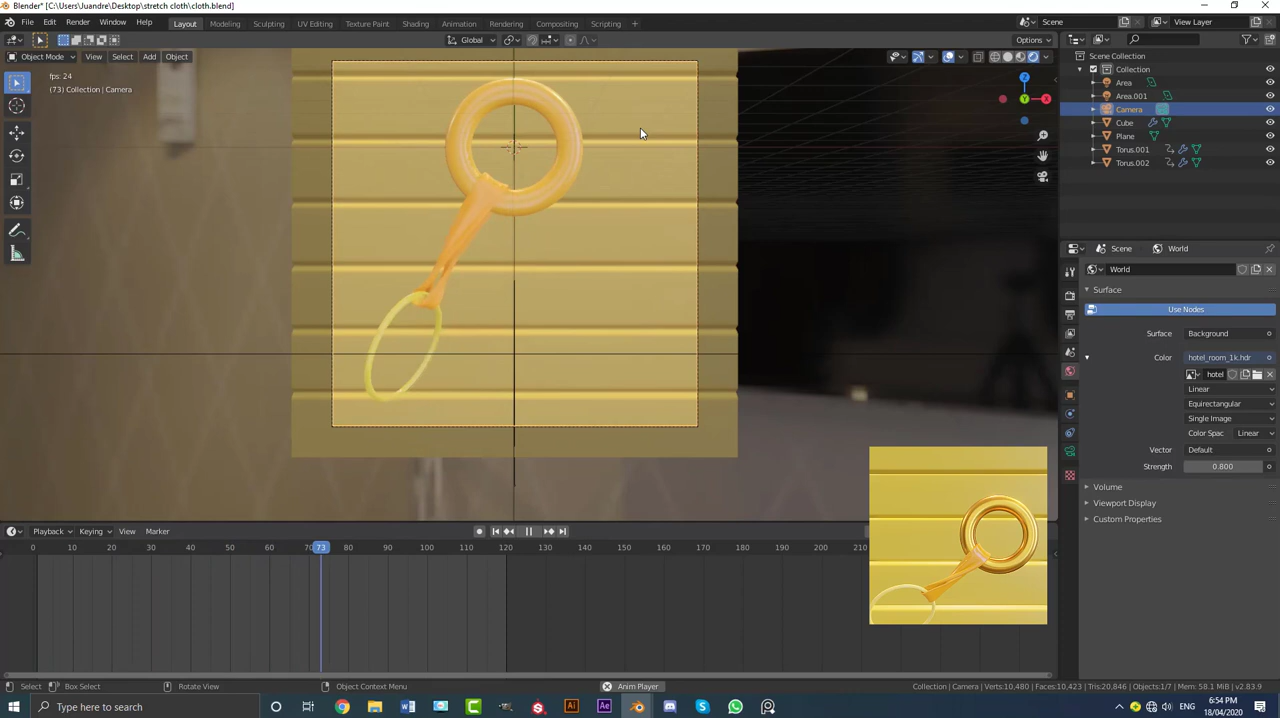 Blender* [C:\Users\Juandre\Desktop\stretch cloth\cloth.blend]
File Edit Render Window Help Layout Modeling Sculpting UV Editing Texture Paint Shading Animation Rendering Compositing Scripting + Scene View Layer
Global Options
Object Mode View Select Add Object
fps: 24
(73) Collection | Camera
Z
Y
X
Scene Collection
Collection
Area
Area.001
Camera
Cube
Plane
Torus.001
Torus.002
Scene World
World
Surface
Use Nodes
Surface Background
Color hotel_room_1k.hdr
hotel
Linear
Equirectangular
Single Image
Color Spac Linear
Vector Default
Strength 0.800
Volume
Viewport Display
Custom Properties
Playback Keying View Marker
0 10 20 30 40 50 60 70 73 80 90 100 110 120 130 140 150 160 170 180 190 200 210
Select Box Select Rotate View Object Context Menu Anim Player Collection | Camera | Verts:10,480 | Faces:10,423 | Tris:20,846 | Objects:1/7 | Mem: 58.1 MiB | v2.83.9
Type here to search
6:54 PM
18/04/2020